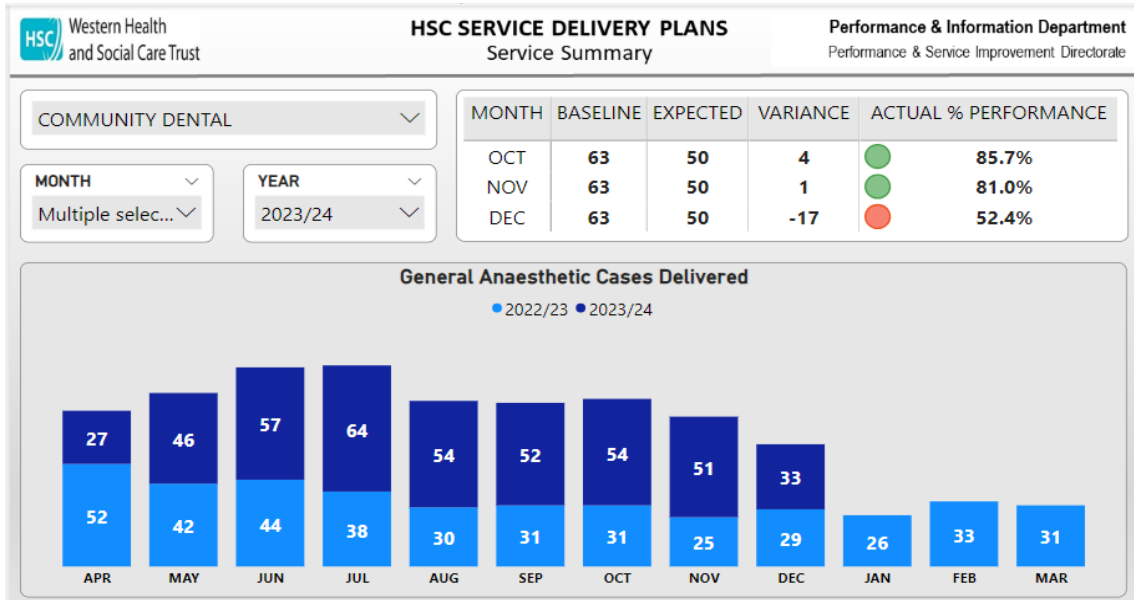 HSC
Western Health
and Social Care Trust
HSC SERVICE DELIVERY PLANS
Service Summary
Performance & Information Department
Performance & Service Improvement Directorate
COMMUNITY DENTAL
MONTH
Multiple selec...
YEAR
2023/24
MONTH BASELINE EXPECTED VARIANCE ACTUAL % PERFORMANCE
OCT 63 50 4 85.7%
NOV 63 50 1 81.0%
DEC 63 50 -17 52.4%
General Anaesthetic Cases Delivered
2022/23 2023/24
27 46 57 64 54 52 54 51 33
52 42 44 38 30 31 31 25 29 26 33 31
APR MAY JUN JUL AUG SEP OCT NOV DEC JAN FEB MAR